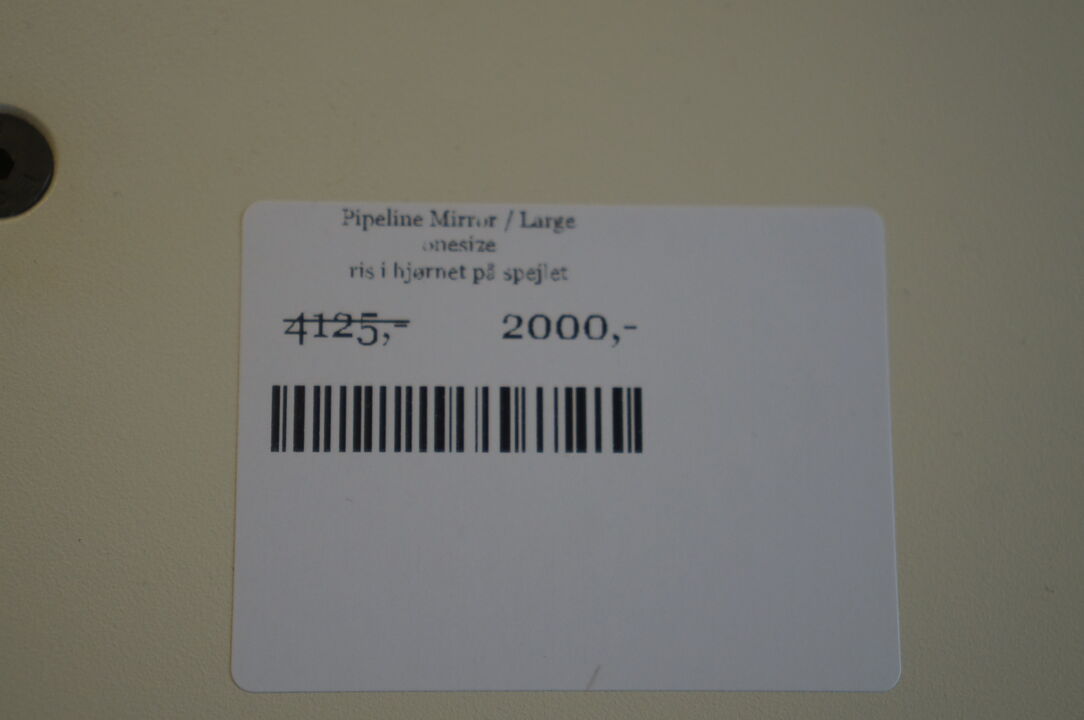 Pipeline Mirror / Large
onesize
ris i hjørnet på spejlet
4125,- 2000,-